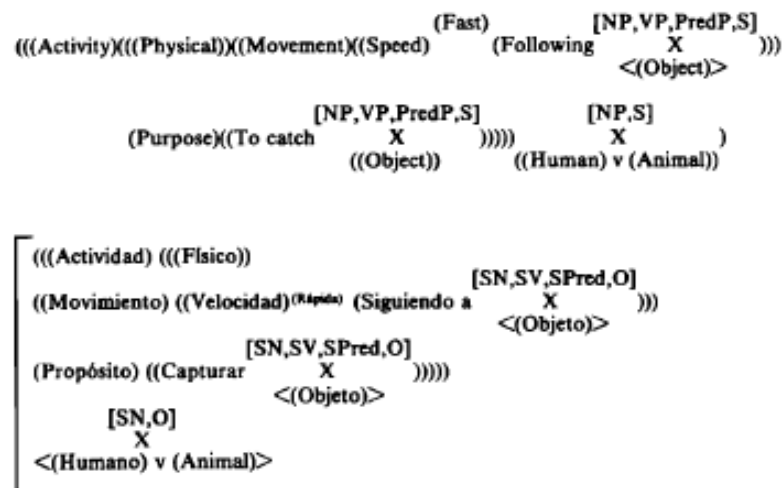 (Fast) [NP,VP,PredP,S]
(((Activity)(((Physical))((Movement)((Speed) (Following X )))
<(Object)>
[NP,VP,PredP,S] [NP,S]
(Purpose)((To catch X ))))) X )
((Object)) ((Human) v (Animal))
(((Actividad) (((Físico))
[SN,SV,SPred,O]
((Movimiento) ((Velocidad)(Rápida) (Siguiendo a X )))
<(Objeto)>
[SN,SV,SPred,O]
(Propósito) ((Capturar X )))))
<(Objeto)>
[SN,O]
X
<(Humano) v (Animal)>